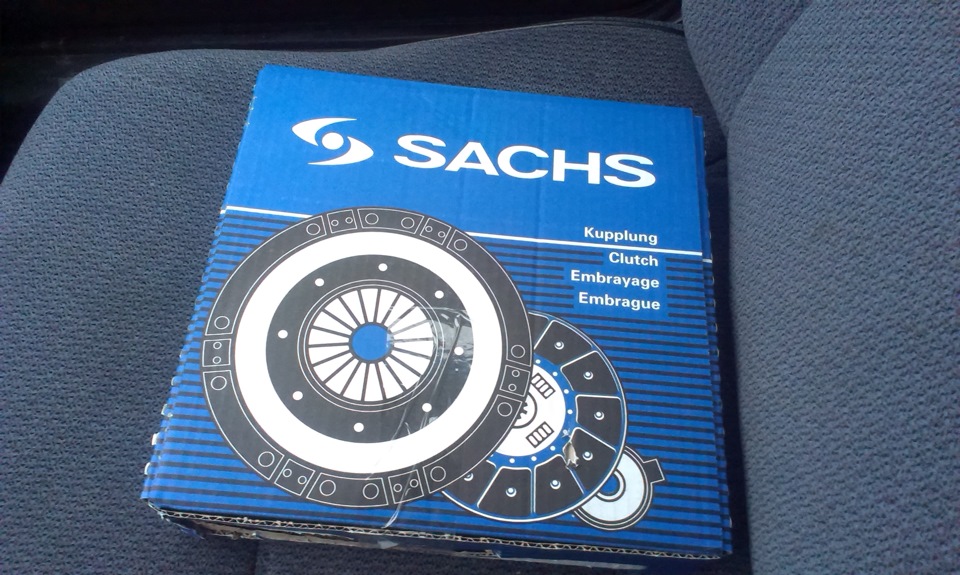 SACHS
Kupplung
Clutch
Embrayage
Embrague